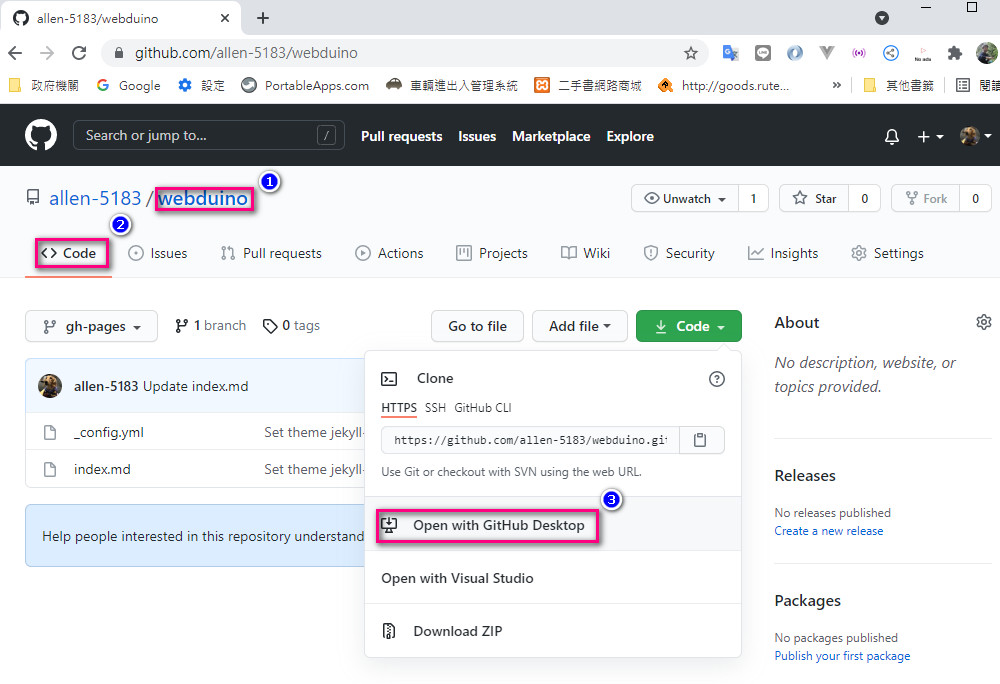 allen-5183/webduino
github.com/allen-5183/webduino
No ads
政府機關 Google 設定 PortableApps.com 車輛進出入管理系統 二手書網路商城 http://goods.rute... » 其他書籤 閱讀
Search or jump to... / Pull requests Issues Marketplace Explore
allen-5183 / webduino 1 Unwatch 1 Star 0 Fork 0
2
Code Issues Pull requests Actions Projects Wiki Security Insights Settings
gh-pages 1 branch 0 tags Go to file Add file Code
About
No description, website, or
topics provided.
allen-5183 Update index.md
_config.yml Set theme jekyll-
index.md Set theme jekyll-
Help people interested in this repository understand
Clone
HTTPS SSH GitHub CLI
https://github.com/allen-5183/webduino.git
Use Git or checkout with SVN using the web URL.
3
Open with GitHub Desktop
Open with Visual Studio
Download ZIP
Releases
No releases published
Create a new release
Packages
No packages published
Publish your first package